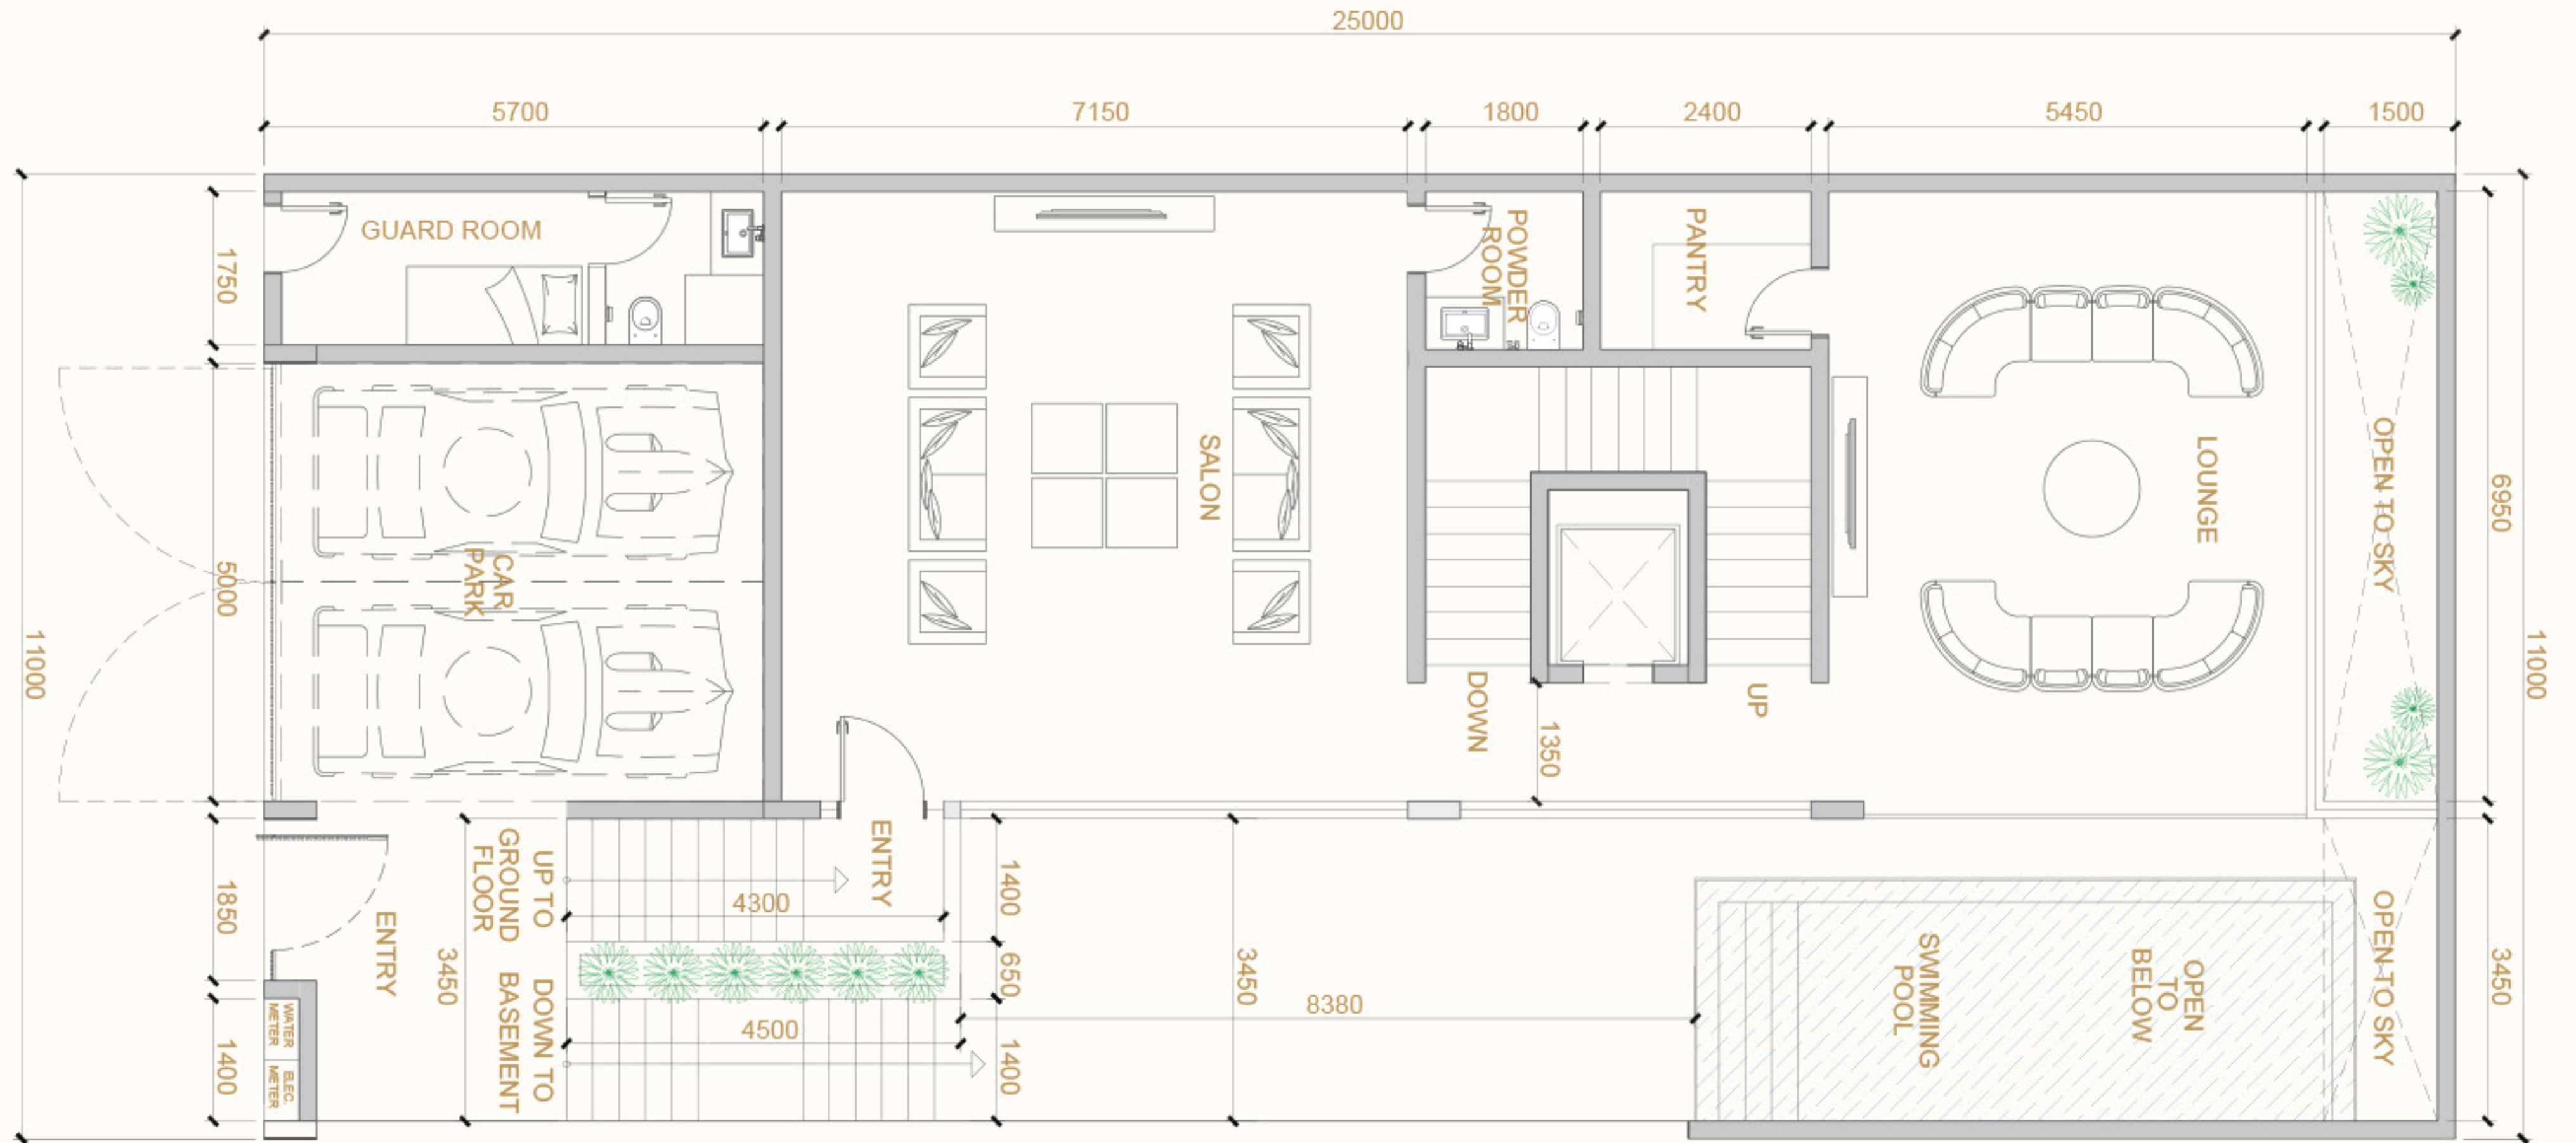 25000
5700
7150
1800
2400
5450
1500
11000
1750
5000
1850
1400
GUARD ROOM
CAR
PARK
SALON
POWDER
ROOM
PANTRY
LOUNGE
OPEN TO SKY
6950
11000
DOWN
1350
UP
ENTRY
ENTRY
UP TO
GROUND
FLOOR
DOWN TO
BASEMENT
4300
4500
3450
1400
650
1400
3450
8380
SWIMMING
POOL
OPEN
TO
BELOW
OPEN TO SKY
3450
WATER
METER
ELEC.
METER